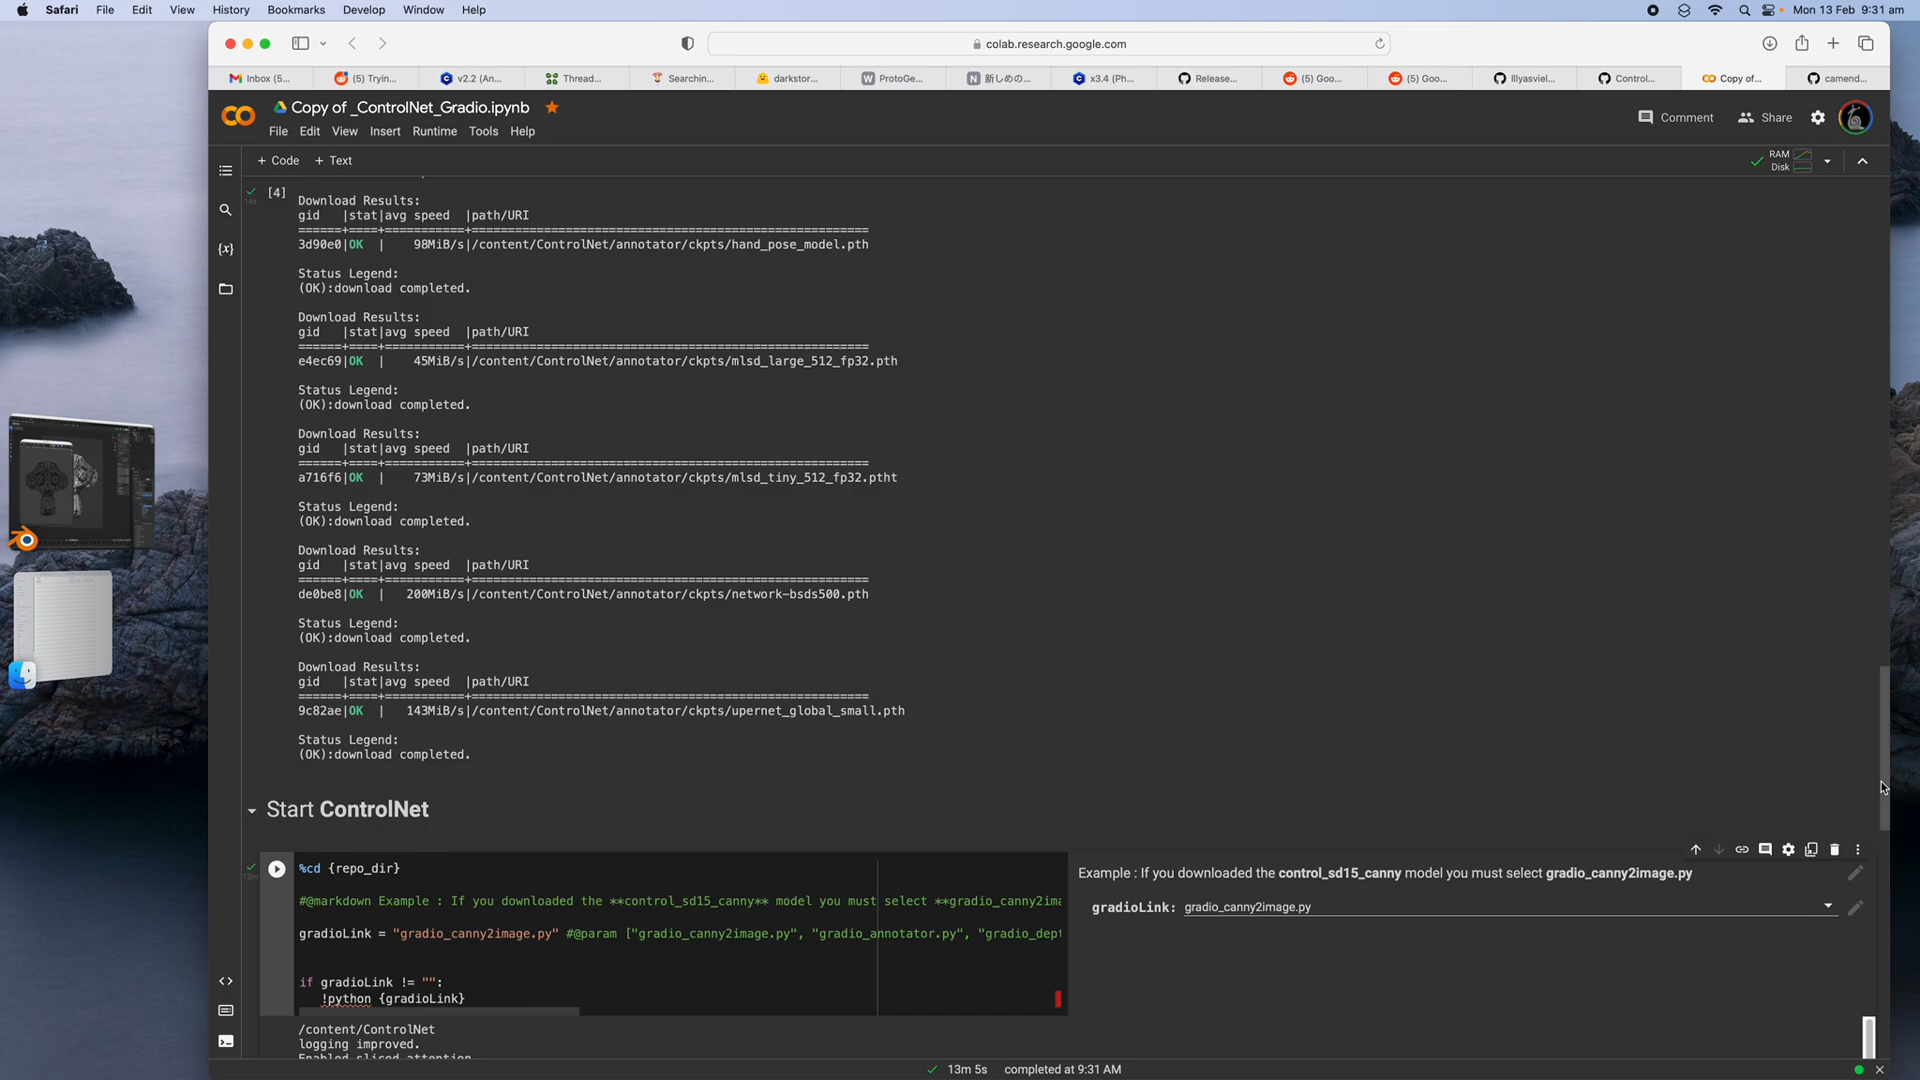 Safari File Edit View History Bookmarks Develop Window Help Mon 13 Feb 9:31 am
colab.research.google.com
Inbox (5... (5) Tryin... v2.2 (An... Thread... Searchin... darkstor... ProtoGe... 新しめの... x3.4 (Ph... Release... (5) Goo... (5) Goo... lllyasviel... Control... Copy of... camend...
Copy of _ControlNet_Gradio.ipynb
Comment Share
File Edit View Insert Runtime Tools Help
+ Code + Text
RAM
Disk
[4]
14s
Download Results:
gid |stat|avg speed |path/URI
======+====+===========+=======================================================
3d90e0|OK | 98MiB/s|/content/ControlNet/annotator/ckpts/hand_pose_model.pth
Status Legend:
(OK):download completed.
Download Results:
gid |stat|avg speed |path/URI
======+====+===========+=======================================================
e4ec69|OK | 45MiB/s|/content/ControlNet/annotator/ckpts/mlsd_large_512_fp32.pth
Status Legend:
(OK):download completed.
Download Results:
gid |stat|avg speed |path/URI
======+====+===========+=======================================================
a716f6|OK | 73MiB/s|/content/ControlNet/annotator/ckpts/mlsd_tiny_512_fp32.ptht
Status Legend:
(OK):download completed.
Download Results:
gid |stat|avg speed |path/URI
======+====+===========+=======================================================
de0be8|OK | 200MiB/s|/content/ControlNet/annotator/ckpts/network-bsds500.pth
Status Legend:
(OK):download completed.
Download Results:
gid |stat|avg speed |path/URI
======+====+===========+=======================================================
9c82ae|OK | 143MiB/s|/content/ControlNet/annotator/ckpts/upernet_global_small.pth
Status Legend:
(OK):download completed.
Start ControlNet
13m
%cd {repo_dir}
#@markdown Example : If you downloaded the **control_sd15_canny** model you must select **gradio_canny2ima
gradioLink = "gradio_canny2image.py" #@param ["gradio_canny2image.py", "gradio_annotator.py", "gradio_dept
if gradioLink != "":
!python {gradioLink}
Example : If you downloaded the control_sd15_canny model you must select gradio_canny2image.py
gradioLink: gradio_canny2image.py
/content/ControlNet
logging improved.
Enabled sliced_attention
13m 5s completed at 9:31 AM